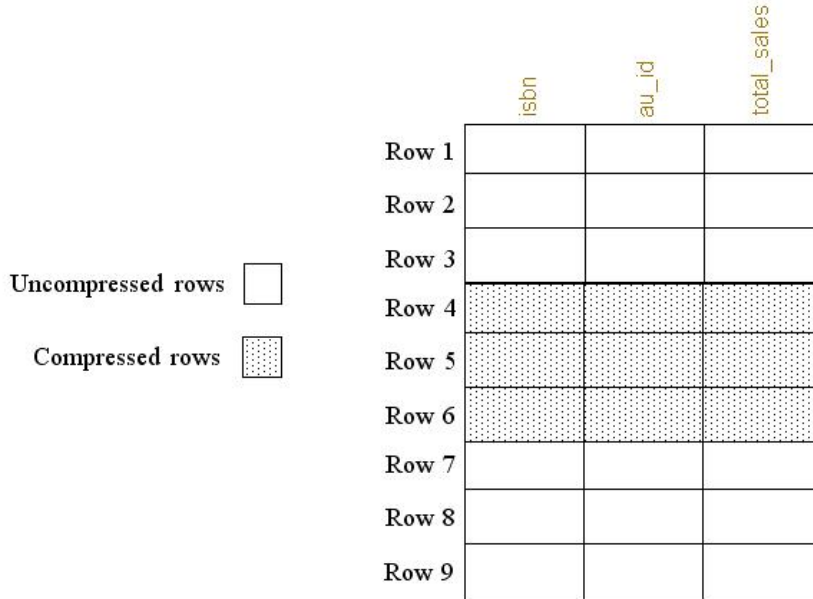 isbn
au_id
total_sales
Row 1
Row 2
Row 3
Uncompressed rows
Row 4
Compressed rows
Row 5
Row 6
Row 7
Row 8
Row 9